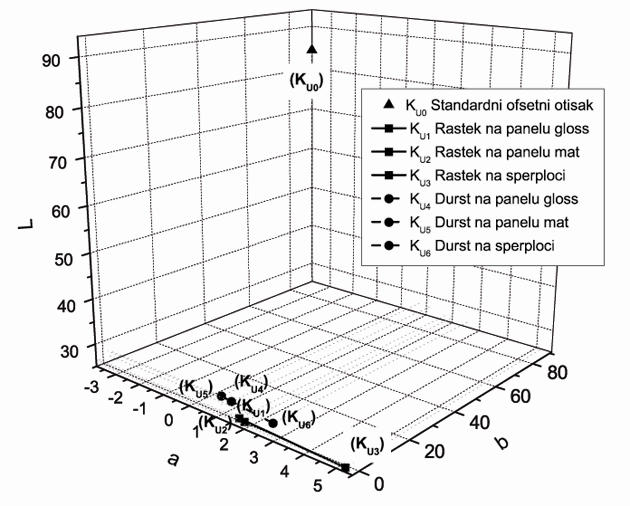 90
80
70
60
50
40
30
L
(K_U0)
K_U0 Standardni ofsetni otisak
K_U1 Rastek na panelu gloss
K_U2 Rastek na panelu mat
K_U3 Rastek na sperploci
K_U4 Durst na panelu gloss
K_U5 Durst na panelu mat
K_U6 Durst na sperploci
(K_U5) (K_U4)
(K_U1)
(K_U2) (K_U6)
(K_U3)
-3 -2 -1 0 1 2 3 4 5
a
0 20 40 60 80
b